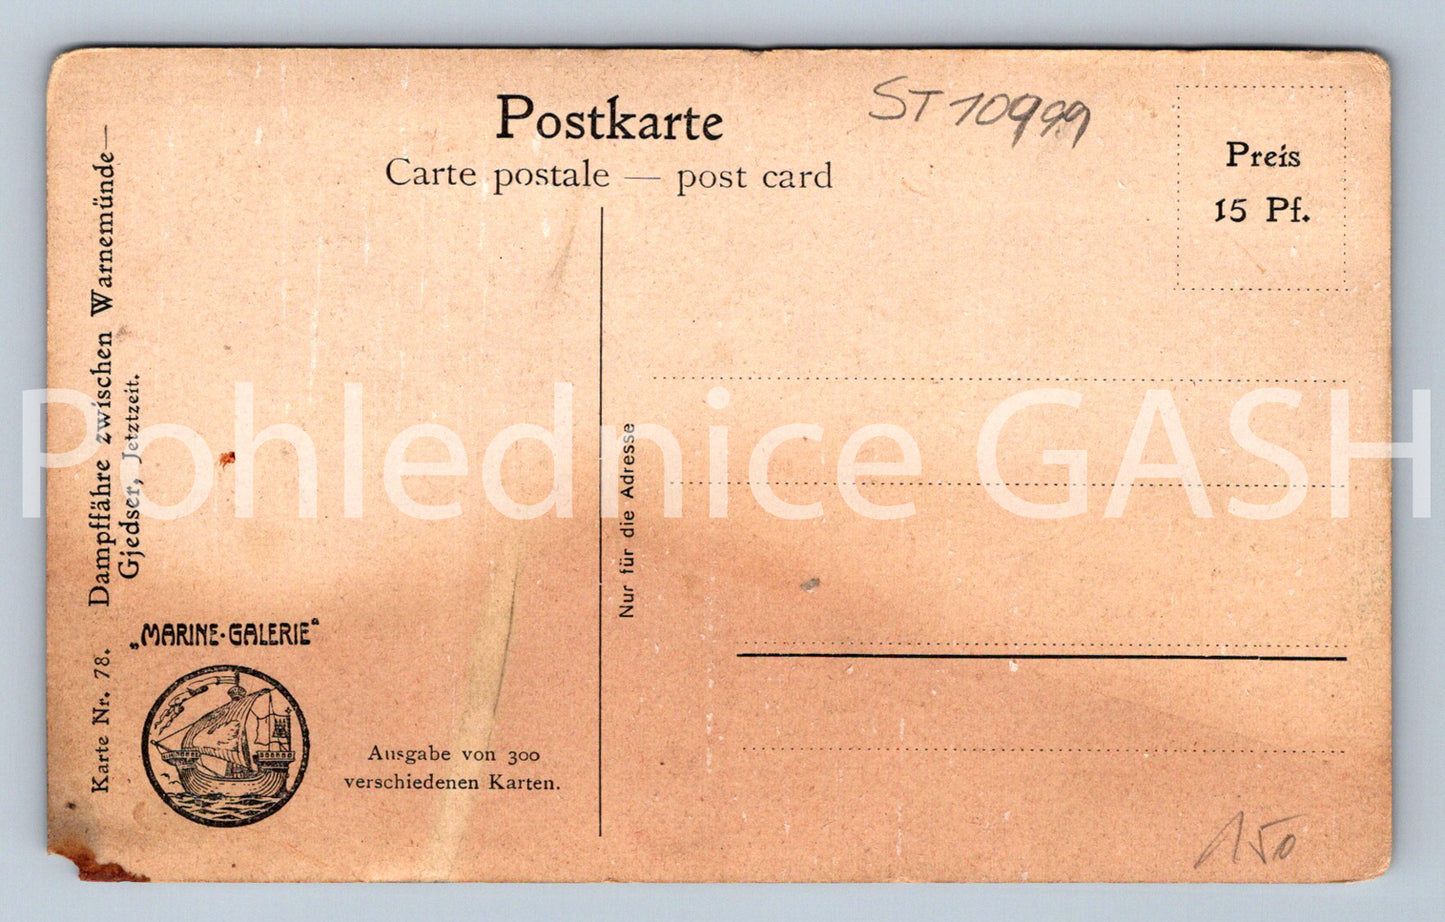 Postkarte
Carte postale — post card
ST 10999
Preis
15 Pf.
Karte Nr. 78. Dampffähre zwischen Warnemünde—
Gjedser, Jetztzeit.
„MARINE-GALERIE“
Ausgabe von 300
verschiedenen Karten.
Nur für die Adresse
150
Pohlednice GASH